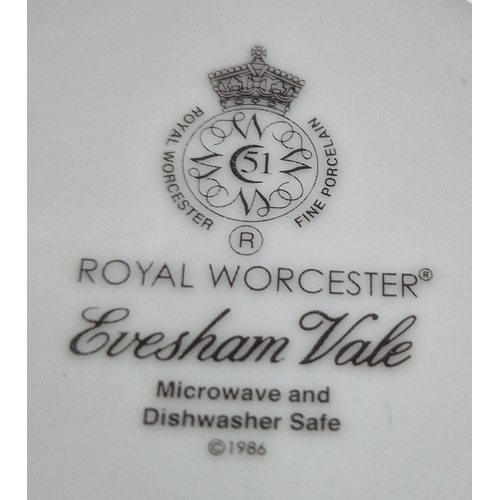 ROYAL WORCESTER
FINE PORCELAIN
51
®
ROYAL WORCESTER®
Evesham Vale
Microwave and
Dishwasher Safe
©1986